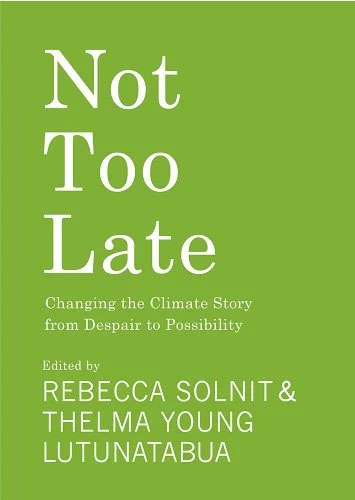 Not
Too
Late
Changing the Climate Story
from Despair to Possibility
Edited by
REBECCA SOLNIT &
THELMA YOUNG
LUTUNATABUA